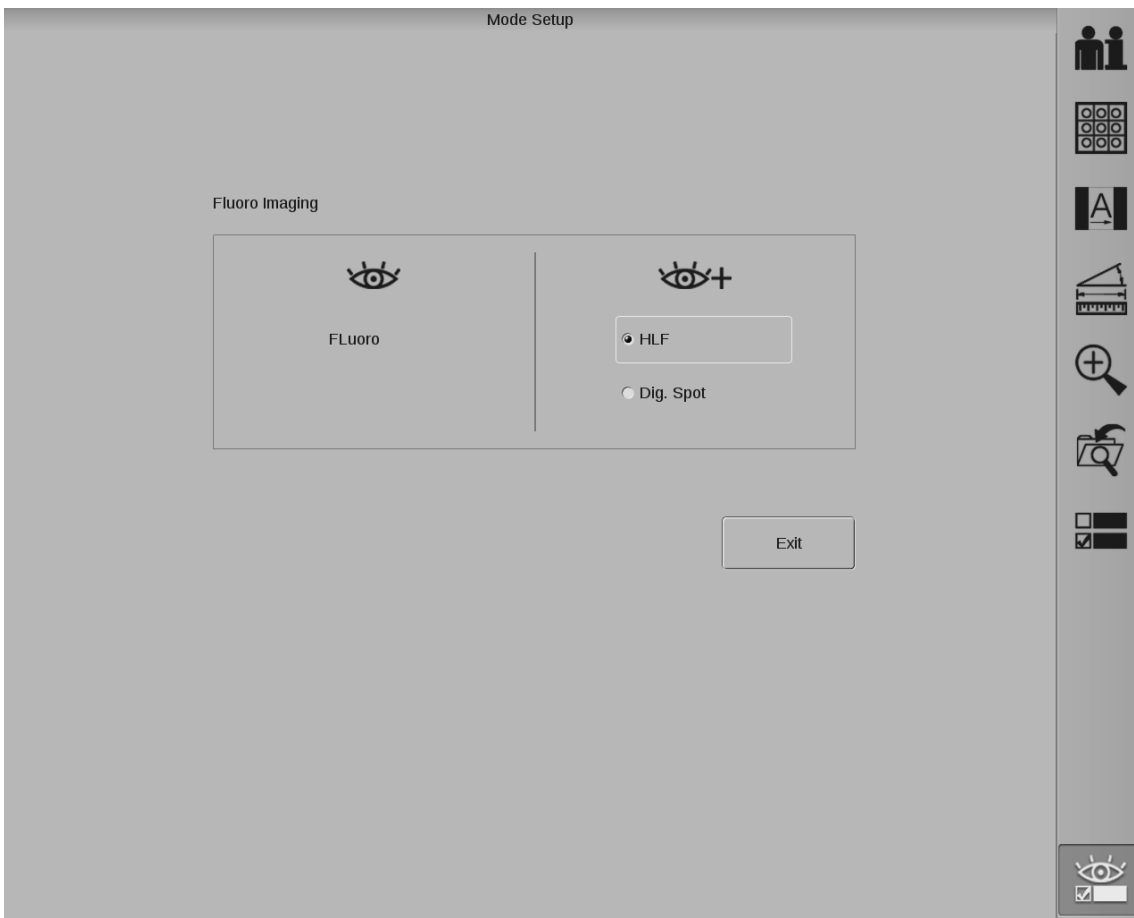 Mode Setup
Fluoro Imaging
FLuoro
HLF
Dig. Spot
Exit
A